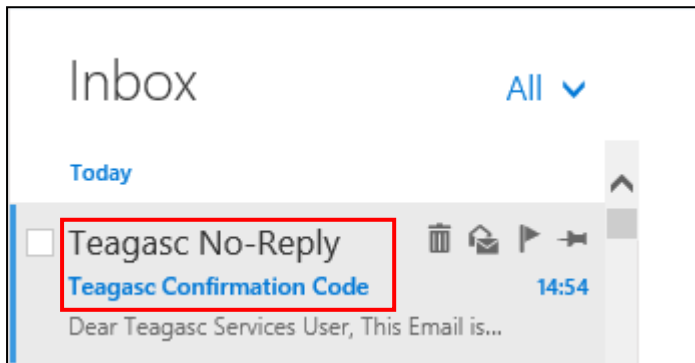 Inbox
All
Today
Teagasc No-Reply
Teagasc Confirmation Code 14:54
Dear Teagasc Services User, This Email is...